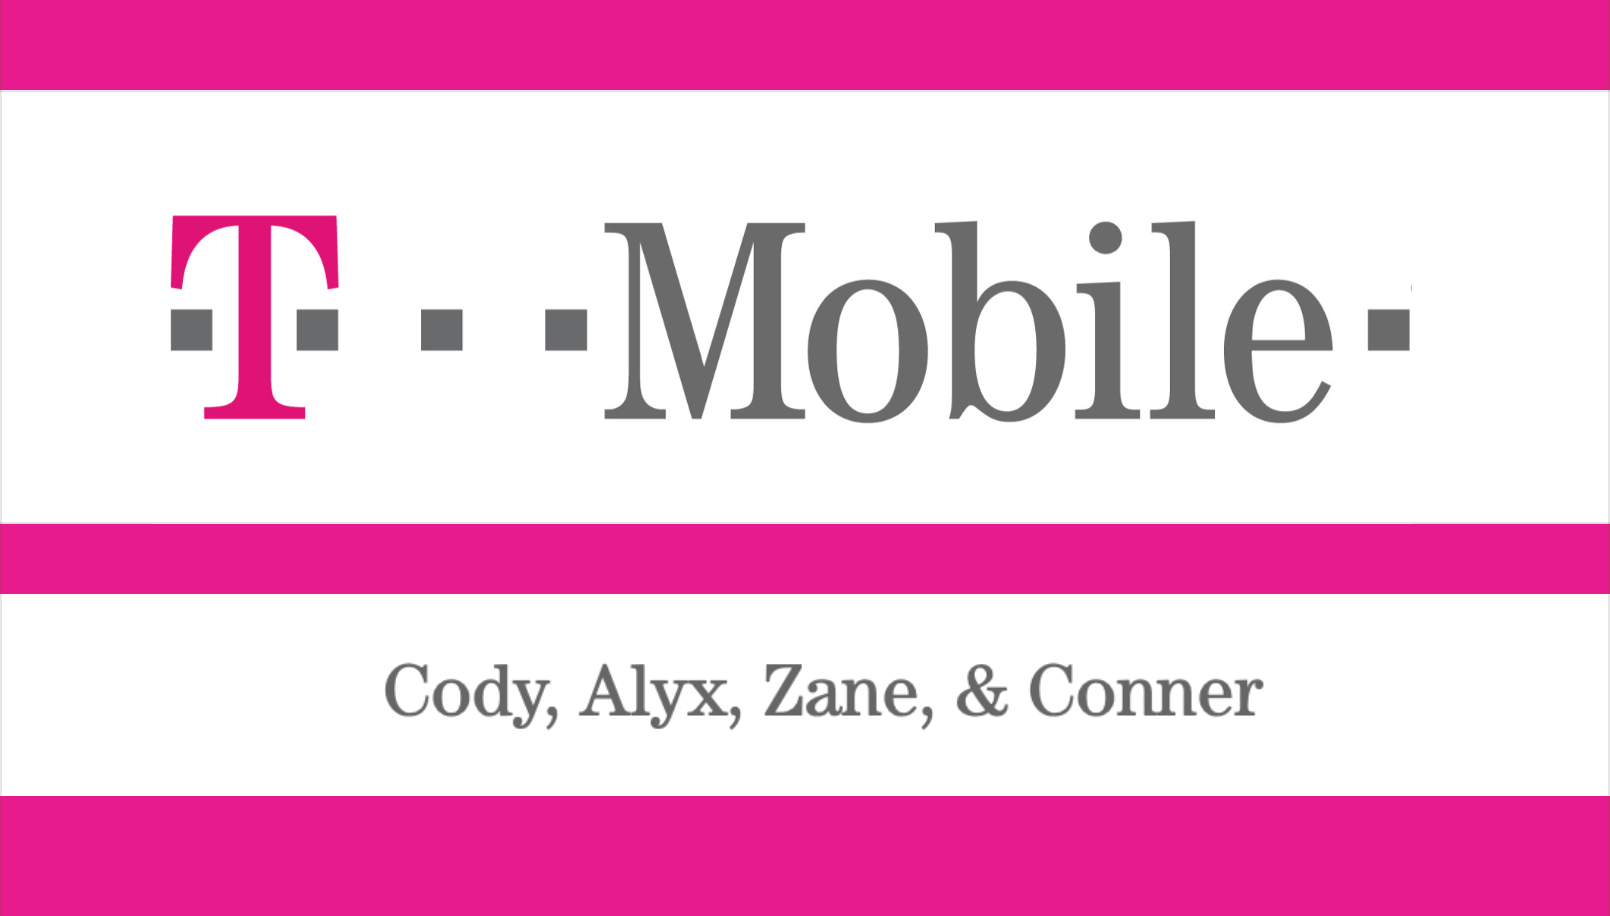 T-Mobile
Cody, Alyx, Zane, & Conner